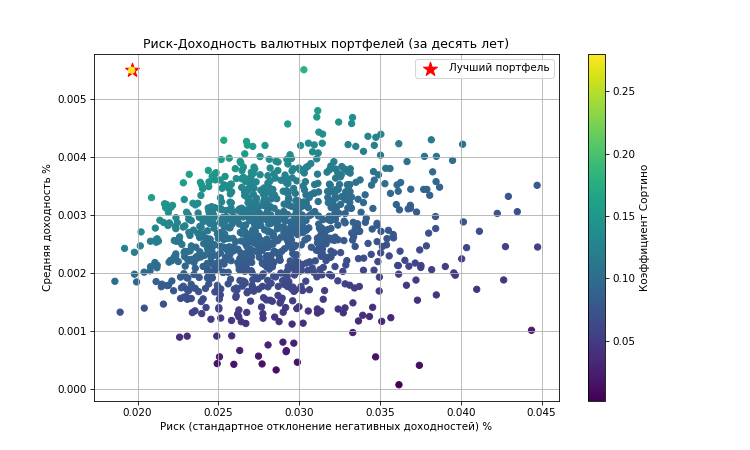 Риск-Доходность валютных портфелей (за десять лет)
Лучший портфель
Средняя доходность %
0.005
0.004
0.003
0.002
0.001
0.000
0.020 0.025 0.030 0.035 0.040 0.045
Риск (стандартное отклонение негативных доходностей) %
0.25
0.20
0.15
0.10
0.05
Коэффициент Сортино